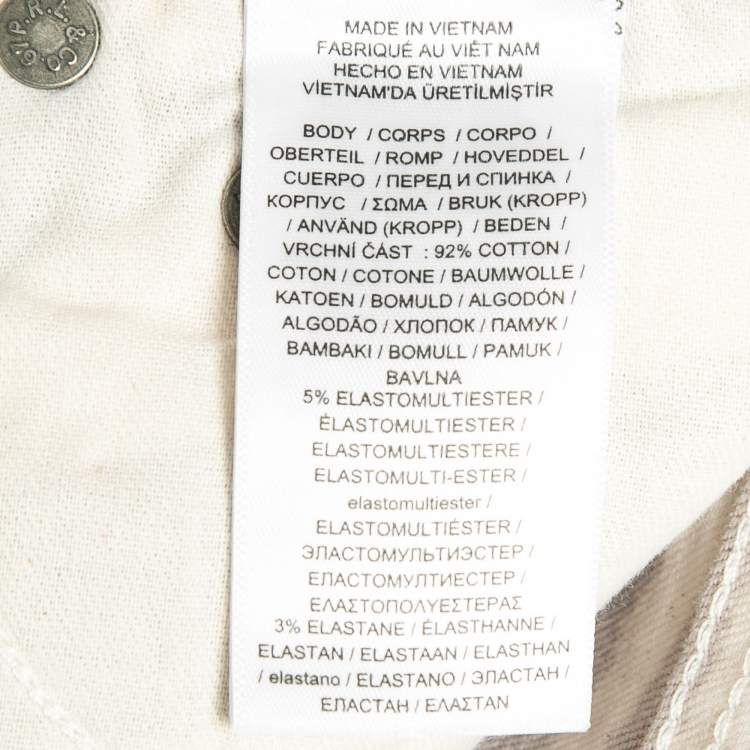 P.R.L. & CO. 67
MADE IN VIETNAM
FABRIQUÉ AU VIÊT NAM
HECHO EN VIETNAM
VİETNAM'DA ÜRETİLMİŞTİR
BODY / CORPS / CORPO /
OBERTEIL / ROMP / HOVEDDEL /
CUERPO / ПЕРЕД И СПИНКА /
КОРПУС / ΣΩΜΑ / BRUK (KROPP)
/ ANVÄND (KROPP) / BEDEN /
VRCHNÍ ČÁST : 92% COTTON /
COTON / COTONE / BAUMWOLLE /
KATOEN / BOMULD / ALGODÓN /
ALGODÃO / ХЛОПОК / ПАМУК /
BAMBAKI / BOMULL / PAMUK /
BAVLNA
5% ELASTOMULTIESTER /
ÉLASTOMULTIESTER /
ELASTOMULTIESTERE /
ELASTOMULTI-ESTER /
elastomultiester /
ELASTOMULTIÉSTER /
ЭЛАСТОМУЛЬТИЭСТЕР /
ЕЛАСТОМУЛТИЕСТЕР /
ΕΛΑΣΤΟΠΟΛΥΕΣΤΕΡΑΣ
3% ELASTANE / ÉLASTHANNE /
ELASTAN / ELASTAAN / ELASTHAN
/ elastano / ELASTANO / ЭЛАСТАН /
ЕЛАСТАН / ΕΛΑΣΤΑΝ